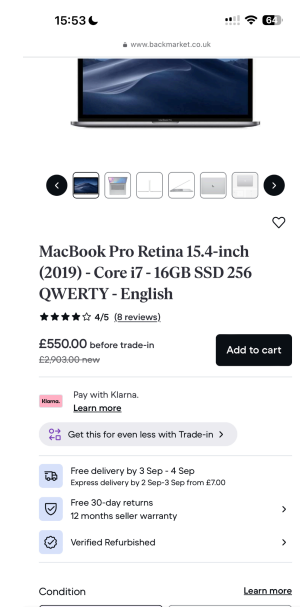 15:53
64
www.backmarket.co.uk
MacBook Pro Retina 15.4-inch
(2019) - Core i7 - 16GB SSD 256
QWERTY - English
4/5 (8 reviews)
£550.00 before trade-in
£2,903.00 new
Add to cart
Klarna.
Pay with Klarna.
Learn more
Get this for even less with Trade-in
Free delivery by 3 Sep - 4 Sep
Express delivery by 2 Sep-3 Sep from £7.00
Free 30-day returns
12 months seller warranty
Verified Refurbished
Condition
Learn more